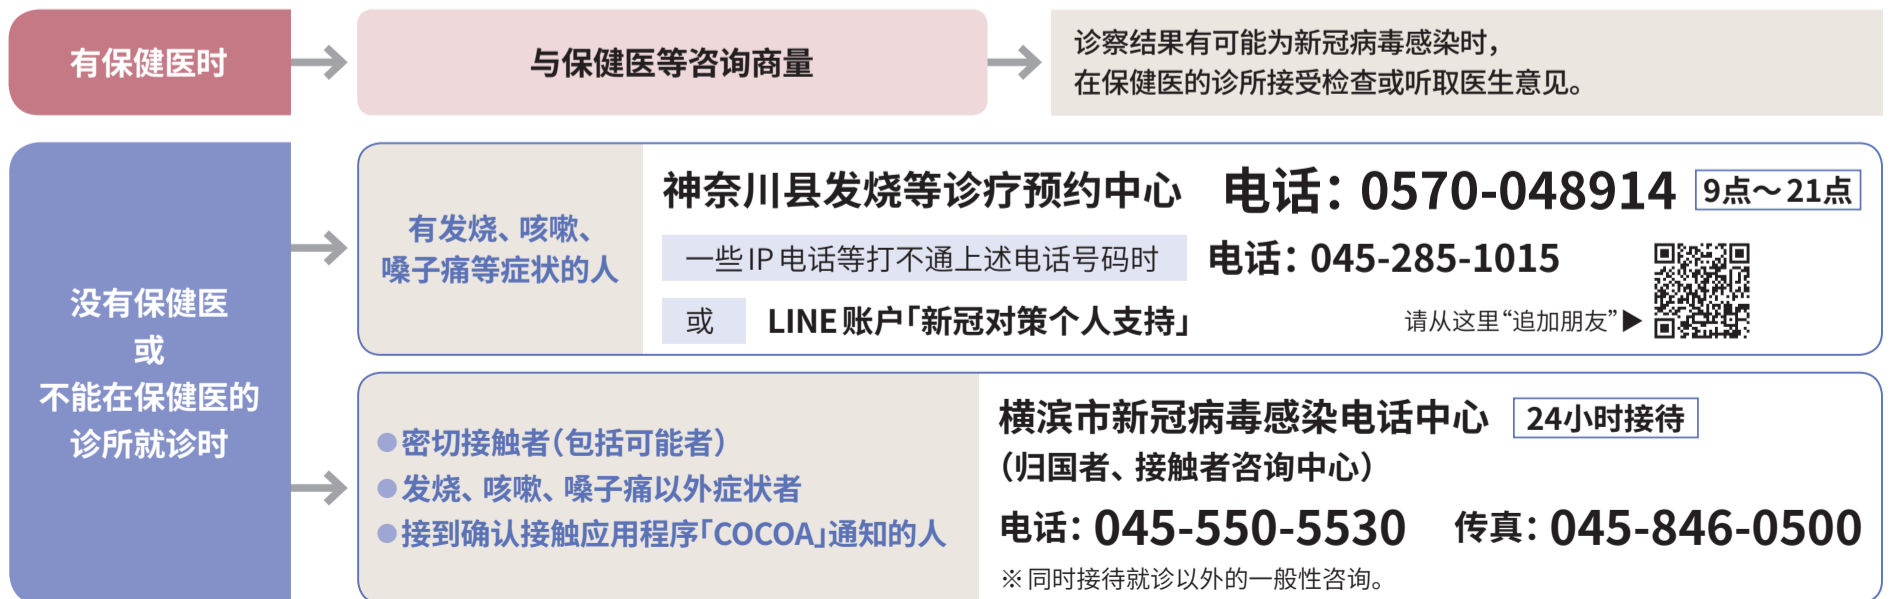 有保健医时
与保健医等咨询商量
诊察结果有可能为新冠病毒感染时，
在保健医的诊所接受检查或听取医生意见。
没有保健医
或
不能在保健医的
诊所就诊时
有发烧、咳嗽、
嗓子痛等症状的人
神奈川县发烧等诊疗预约中心 电话：0570-048914 9点～21点
一些IP电话等打不通上述电话号码时 电话：045-285-1015
或 LINE账户「新冠对策个人支持」 请从这里“追加朋友”▶
●密切接触者（包括可能者）
●发烧、咳嗽、嗓子痛以外症状者
●接到确认接触应用程序「COCOA」通知的人
横滨市新冠病毒感染电话中心 24小时接待
（归国者、接触者咨询中心）
电话：045-550-5530 传真：045-846-0500
※同时接待就诊以外的一般性咨询。